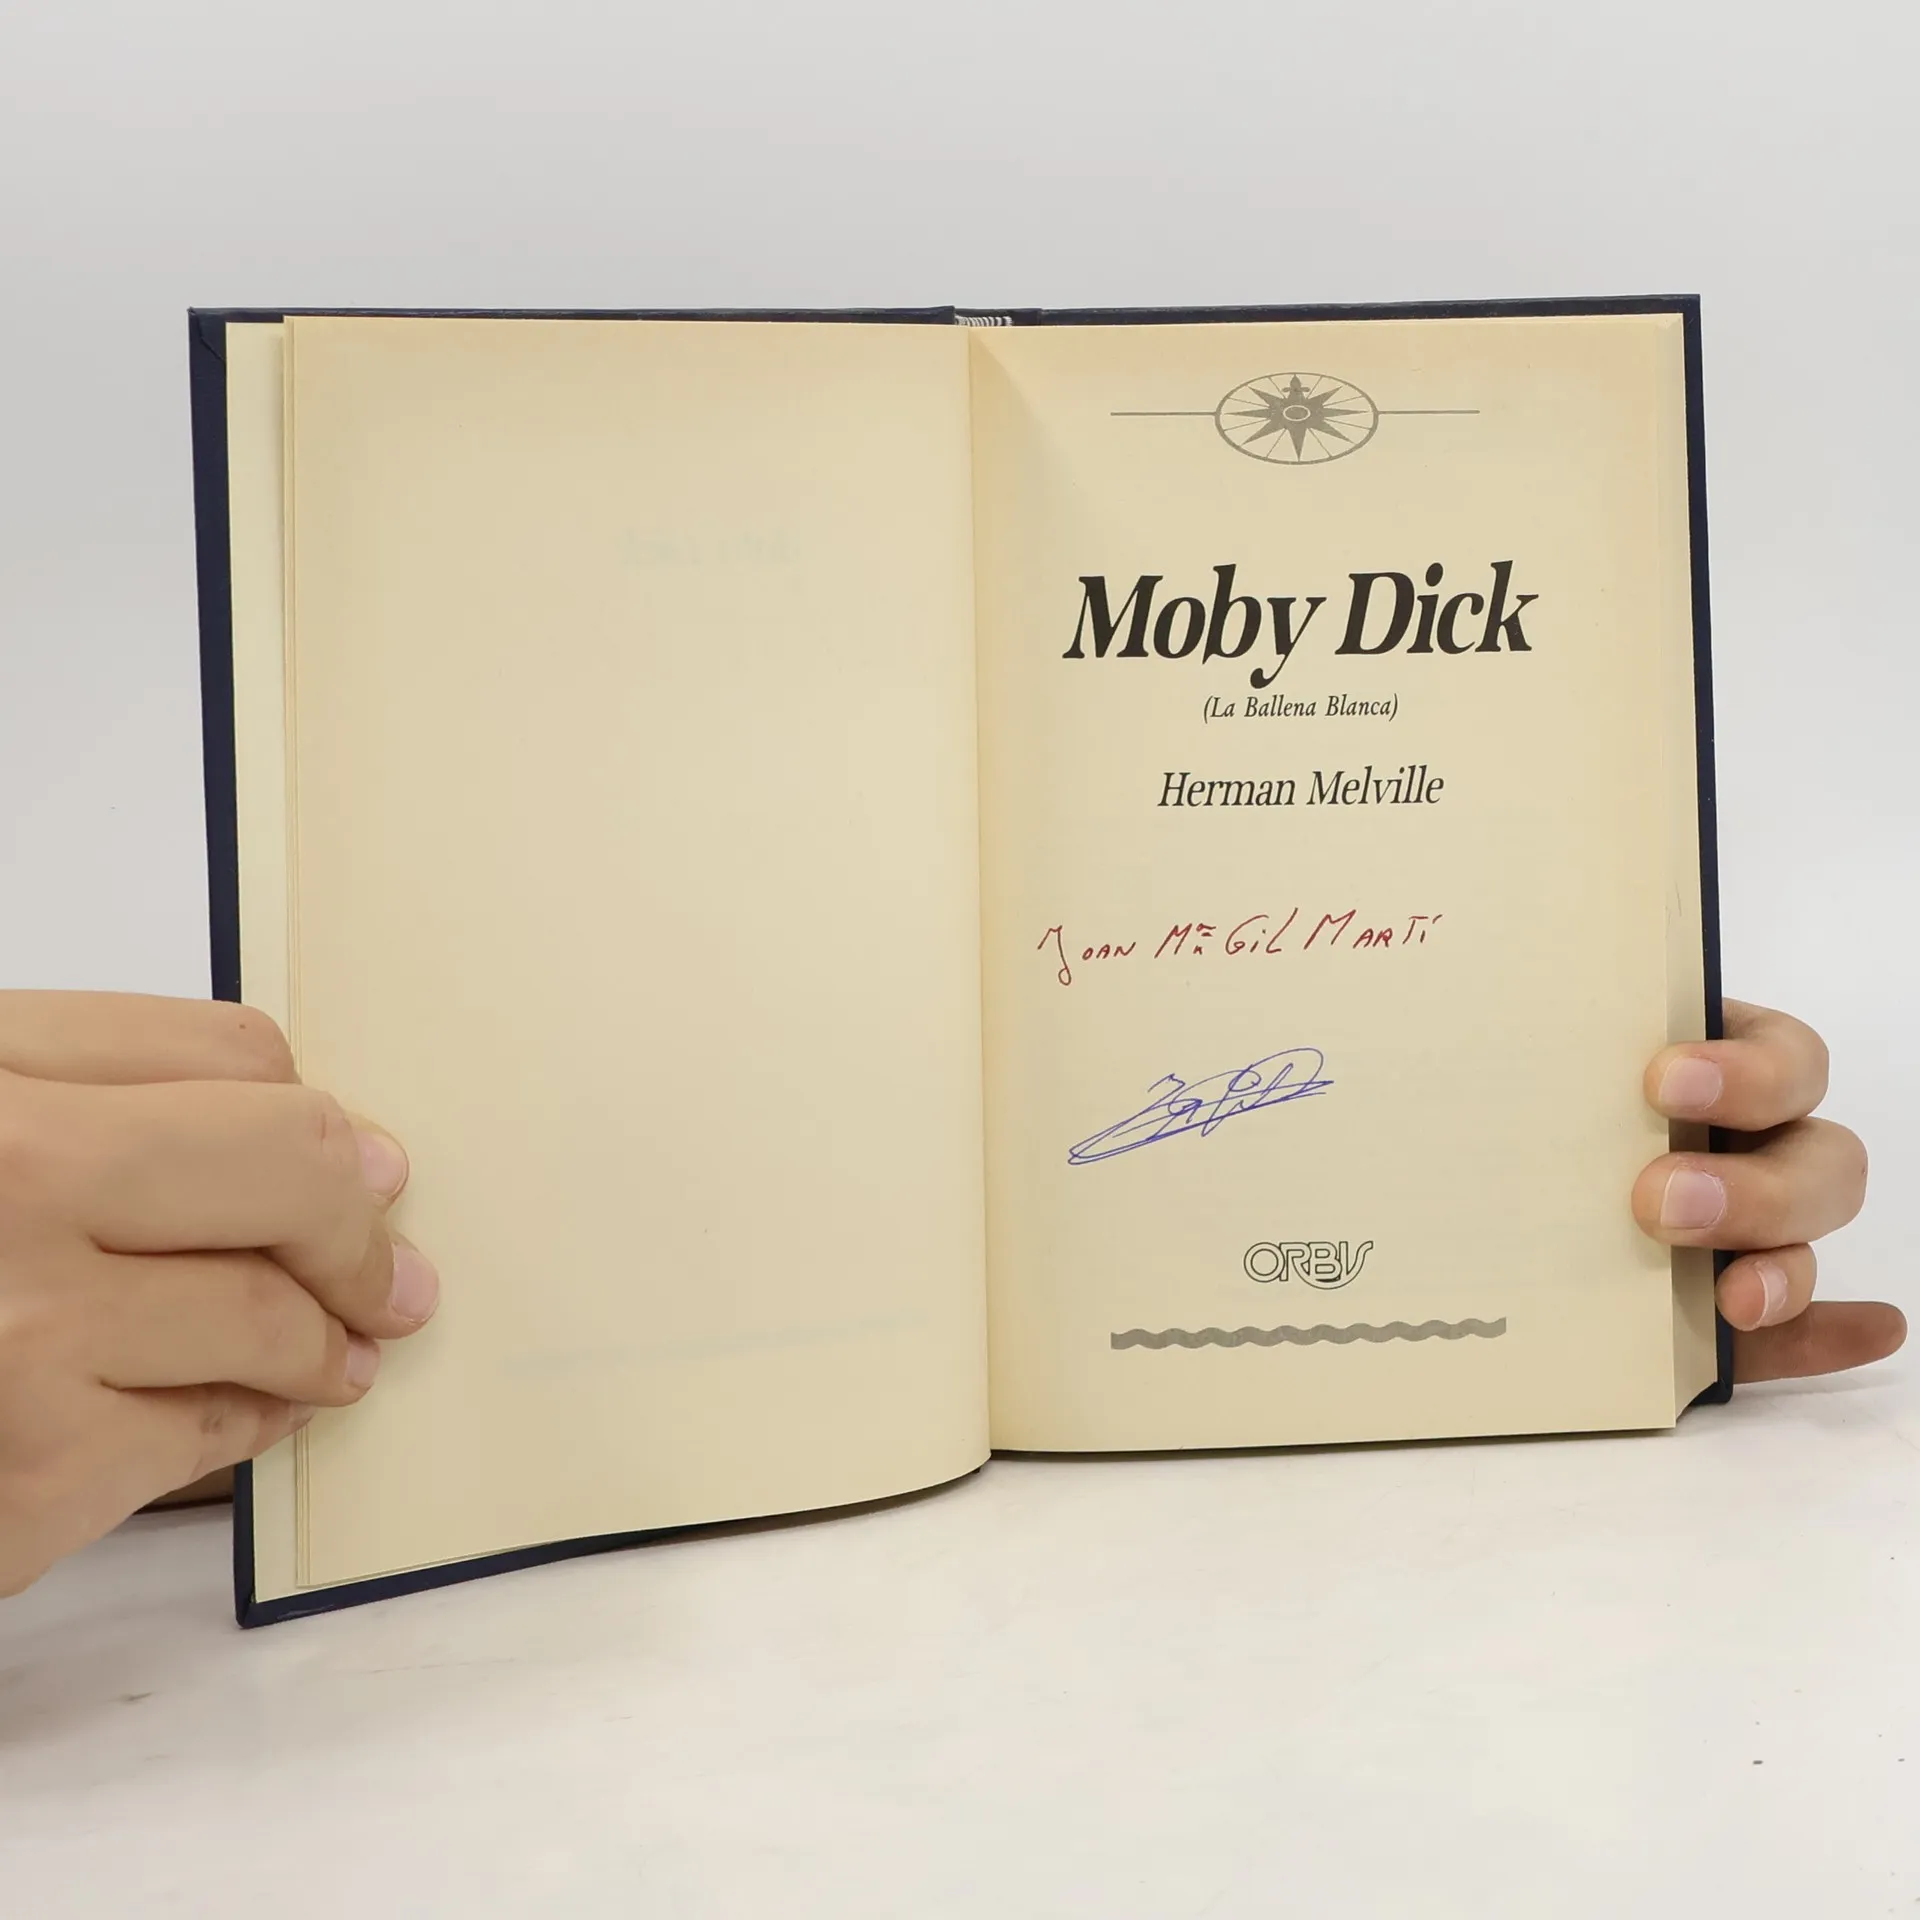 Moby Dick
(La Ballena Blanca)
Herman Melville
JOAN Mª GIL MARTÍ
ORBIS